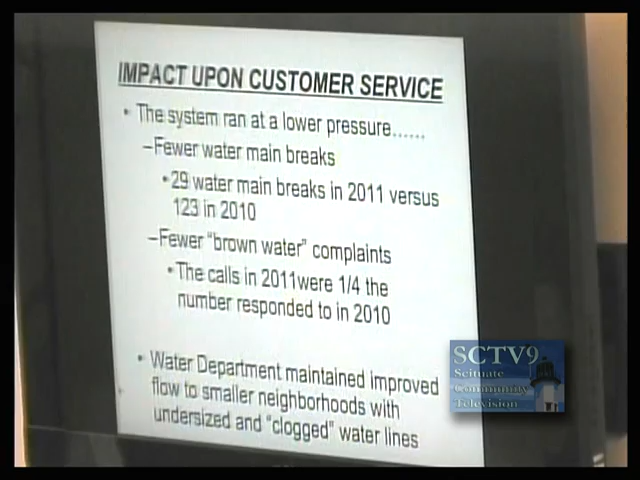 IMPACT UPON CUSTOMER SERVICE
• The system ran at a lower pressure......
–Fewer water main breaks
•29 water main breaks in 2011 versus
123 in 2010
–Fewer “brown water” complaints
•The calls in 2011were 1/4 the
number responded to in 2010
• Water Department maintained improved
flow to smaller neighborhoods with
undersized and “clogged” water lines
SCTV9
Scituate
Community
Television